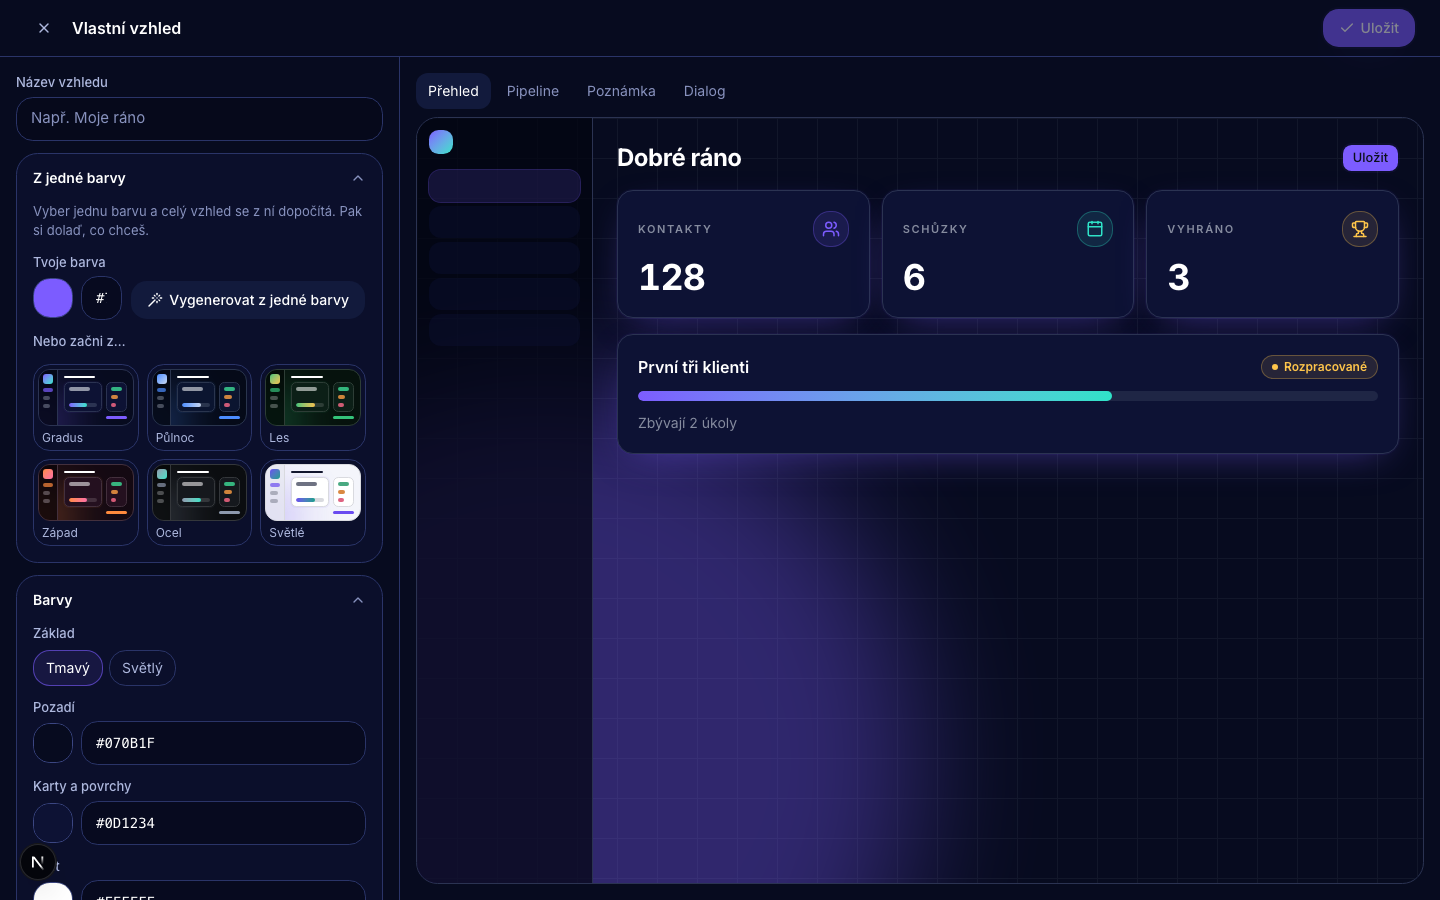 Vlastní vzhled
Uložit
Název vzhledu
Např. Moje ráno
Z jedné barvy
Vyber jednu barvu a celý vzhled se z ní dopočítá. Pak
si dolaď, co chceš.
Tvoje barva
Vygenerovat z jedné barvy
Nebo začni z...
Gradus
Půlnoc
Les
Západ
Ocel
Světlé
Barvy
Základ
Tmavý
Světlý
Pozadí
#070B1F
Karty a povrchy
#0D1234
Přehled
Pipeline
Poznámka
Dialog
Dobré ráno
Uložit
KONTAKTY
128
SCHŮZKY
6
VYHRÁNO
3
První tři klienti
Rozpracované
Zbývají 2 úkoly